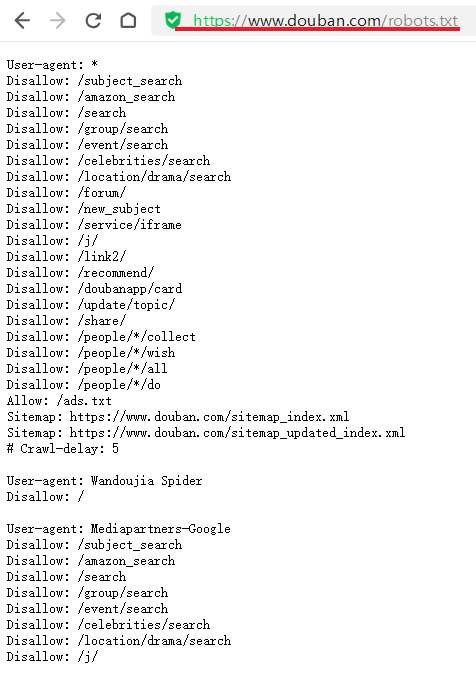 https://www.douban.com/robots.txt
User-agent: *
Disallow: /subject_search
Disallow: /amazon_search
Disallow: /search
Disallow: /group/search
Disallow: /event/search
Disallow: /celebrities/search
Disallow: /location/drama/search
Disallow: /forum/
Disallow: /new_subject
Disallow: /service/iframe
Disallow: /j/
Disallow: /link2/
Disallow: /recommend/
Disallow: /doubanapp/card
Disallow: /update/topic/
Disallow: /share/
Disallow: /people/*/collect
Disallow: /people/*/wish
Disallow: /people/*/all
Disallow: /people/*/do
Allow: /ads.txt
Sitemap: https://www.douban.com/sitemap_index.xml
Sitemap: https://www.douban.com/sitemap_updated_index.xml
# Crawl-delay: 5
User-agent: Wandoujia Spider
Disallow: /
User-agent: Mediapartners-Google
Disallow: /subject_search
Disallow: /amazon_search
Disallow: /search
Disallow: /group/search
Disallow: /event/search
Disallow: /celebrities/search
Disallow: /location/drama/search
Disallow: /j/